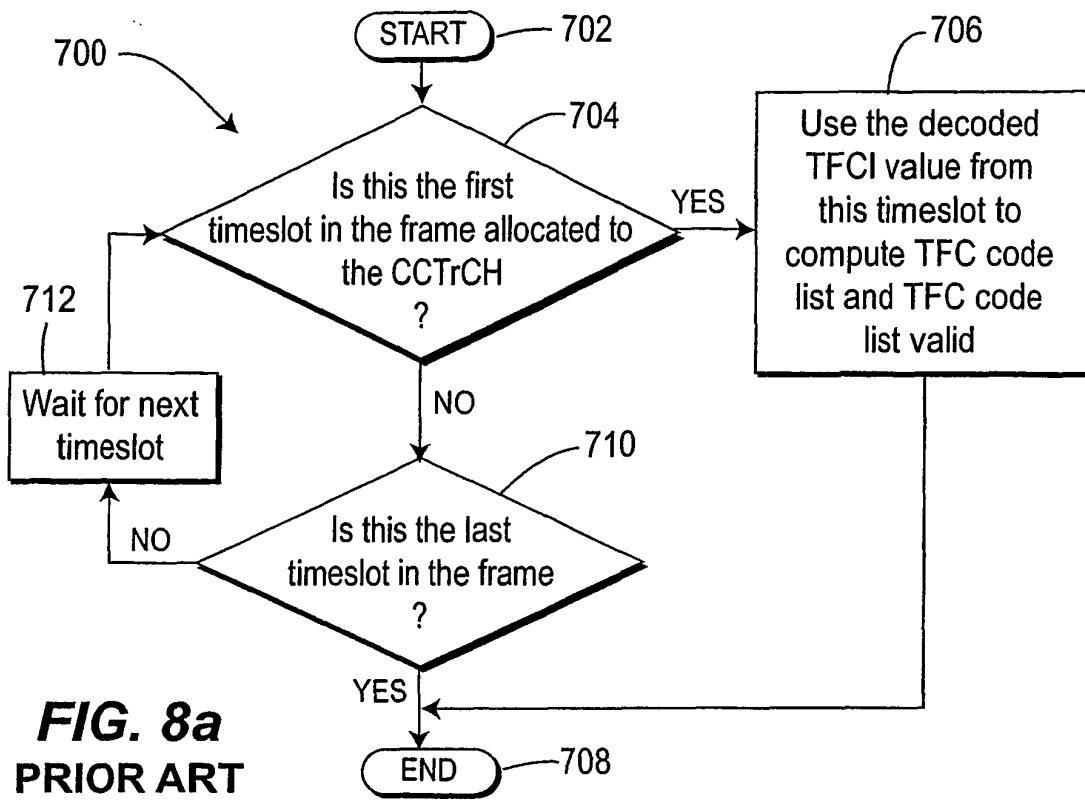 START
702
700
704
706
Is this the first
timeslot in the frame allocated to
the CCTrCH
?
YES
Use the decoded
TFCI value from
this timeslot to
compute TFC code
list and TFC code
list valid
712
Wait for next
timeslot
NO
710
Is this the last
timeslot in the frame
?
NO
YES
END
708
FIG. 8a
PRIOR ART